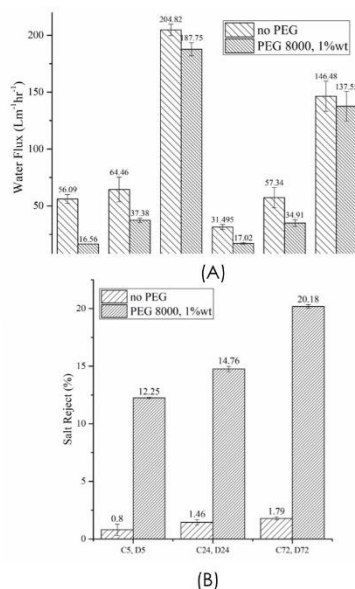 204.82
no PEG
PEG 8000, 1%wt
200
187.75
Water Flux (Lm⁻¹hr⁻¹)
150
146.48
137.55
100
64.46
56.09
57.34
50
37.38
31.495
34.91
16.56
17.02
(A)
no PEG
PEG 8000, 1%wt
20
20.18
Salt Reject (%)
15
14.76
12.25
10
5
0.8
1.46
1.79
0
C5, D5
C24, D24
C72, D72
(B)